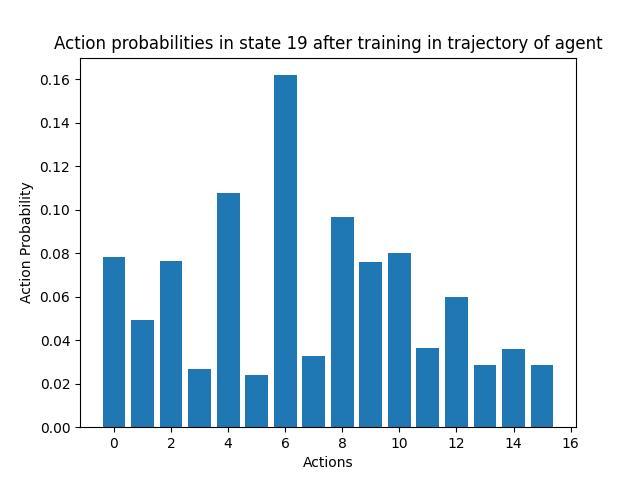 Action probabilities in state 19 after training in trajectory of agent
0.16
0.14
0.12
0.10
0.08
0.06
0.04
0.02
0.00
Action Probability
0 2 4 6 8 10 12 14 16
Actions